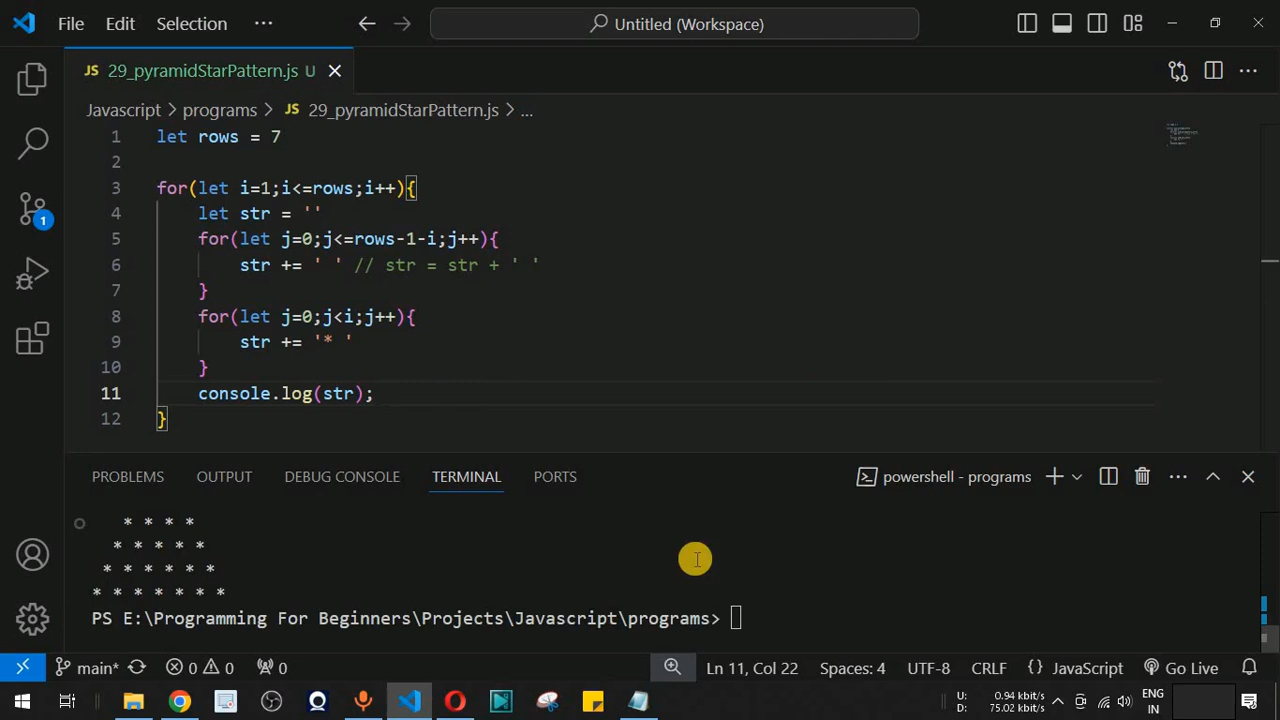 File Edit Selection ··· Untitled (Workspace)
JS 29_pyramidStarPattern.js U
Javascript > programs > JS 29_pyramidStarPattern.js > ...
1 let rows = 7
2
3 for(let i=1;i<=rows;i++){
4 let str = ''
5 for(let j=0;j<=rows-1-i;j++){
6 str += ' ' // str = str + ' '
7 }
8 for(let j=0;j<i;j++){
9 str += '* '
10 }
11 console.log(str);
12 }
PROBLEMS OUTPUT DEBUG CONSOLE TERMINAL PORTS powershell - programs
* * * *
* * * * *
* * * * * *
* * * * * * *
PS E:\Programming For Beginners\Projects\Javascript\programs>
1
main* 0 0 0 Ln 11, Col 22 Spaces: 4 UTF-8 CRLF {} JavaScript Go Live
U: 0.94 kbit/s
D: 75.02 kbit/s
ENG
IN